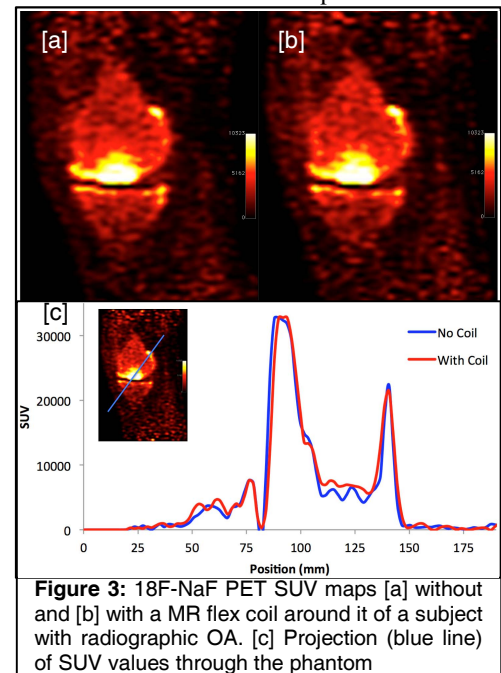 [a]
[b]
10323
5162
0
10323
5162
0
[c]
30000
20000
10000
0
SUV
No Coil
With Coil
0
25
50
75
100
125
150
175
Position (mm)
Figure 3: 18F-NaF PET SUV maps [a] without
and [b] with a MR flex coil around it of a subject
with radiographic OA. [c] Projection (blue line)
of SUV values through the phantom